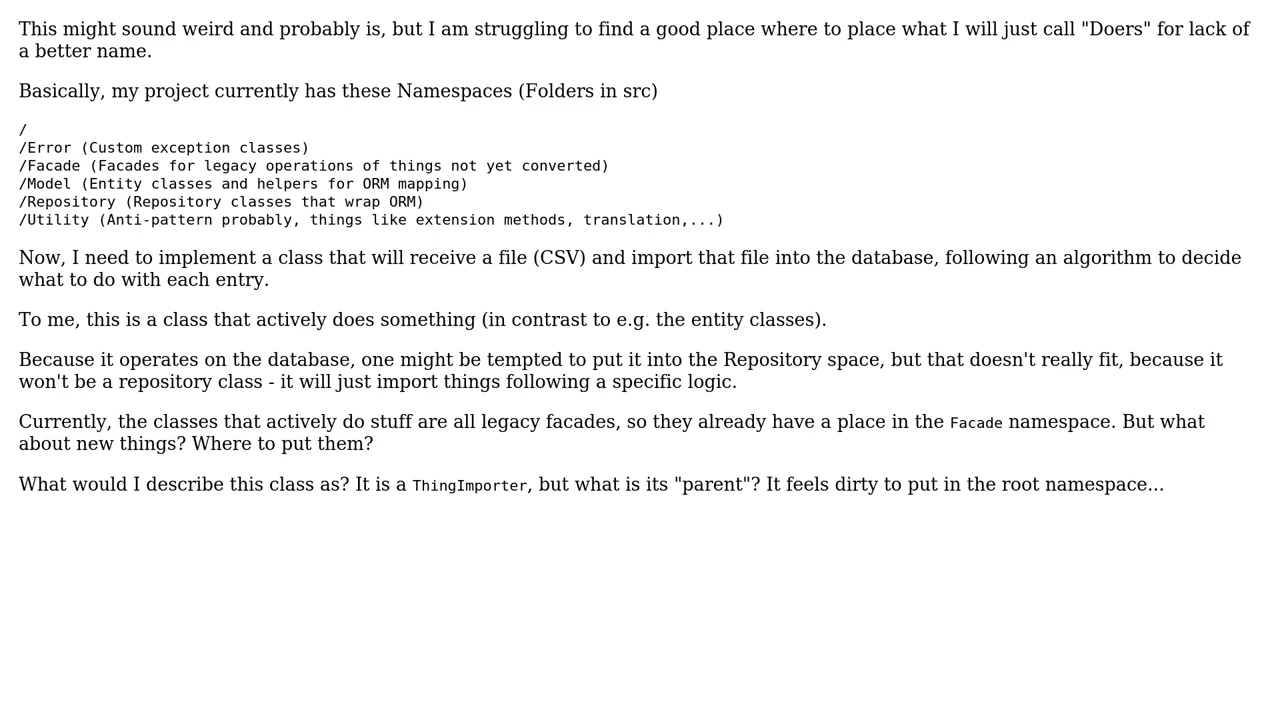 This might sound weird and probably is, but I am struggling to find a good place where to place what I will just call "Doers" for lack of
a better name.
Basically, my project currently has these Namespaces (Folders in src)
/
/Error (Custom exception classes)
/Facade (Facades for legacy operations of things not yet converted)
/Model (Entity classes and helpers for ORM mapping)
/Repository (Repository classes that wrap ORM)
/Utility (Anti-pattern probably, things like extension methods, translation,...)
Now, I need to implement a class that will receive a file (CSV) and import that file into the database, following an algorithm to decide
what to do with each entry.
To me, this is a class that actively does something (in contrast to e.g. the entity classes).
Because it operates on the database, one might be tempted to put it into the Repository space, but that doesn't really fit, because it
won't be a repository class - it will just import things following a specific logic.
Currently, the classes that actively do stuff are all legacy facades, so they already have a place in the Facade namespace. But what
about new things? Where to put them?
What would I describe this class as? It is a ThingImporter, but what is its "parent"? It feels dirty to put in the root namespace...